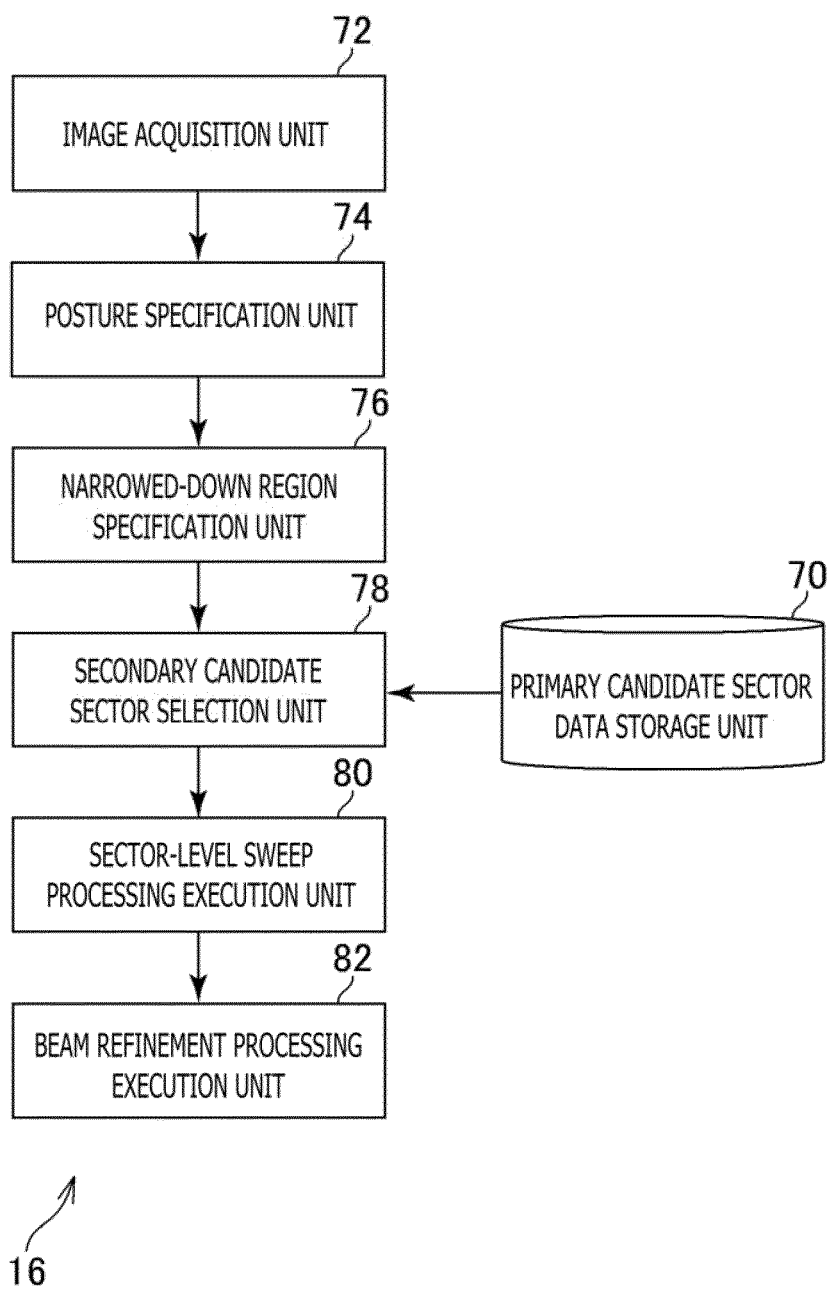 72
IMAGE ACQUISITION UNIT
74
POSTURE SPECIFICATION UNIT
76
NARROWED-DOWN REGION
SPECIFICATION UNIT
78
SECONDARY CANDIDATE
SECTOR SELECTION UNIT
70
PRIMARY CANDIDATE SECTOR
DATA STORAGE UNIT
80
SECTOR-LEVEL SWEEP
PROCESSING EXECUTION UNIT
82
BEAM REFINEMENT PROCESSING
EXECUTION UNIT
16